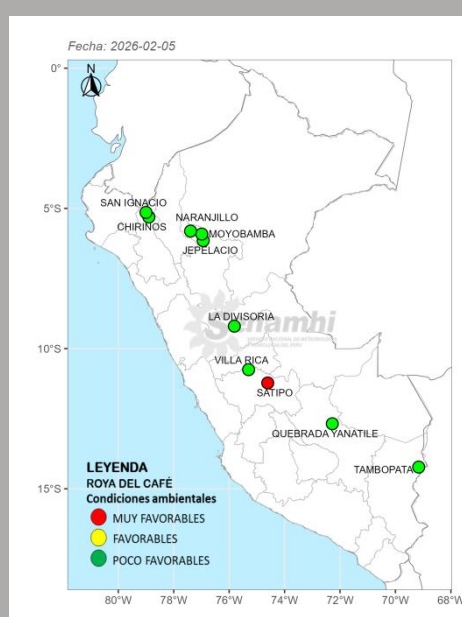 Fecha: 2026-02-05
N
0°
5°S
10°S
15°S
SAN IGNACIO
CHIRINOS
NARANJILLO
MOYOBAMBA
JEPELACIO
LA DIVISORIA
Senamhi
VILLA RICA
SATIPO
QUEBRADA YANATILE
TAMBOPATA
LEYENDA
ROYA DEL CAFÉ
Condiciones ambientales
MUY FAVORABLES
FAVORABLES
POCO FAVORABLES
80°W 78°W 76°W 74°W 72°W 70°W 68°W